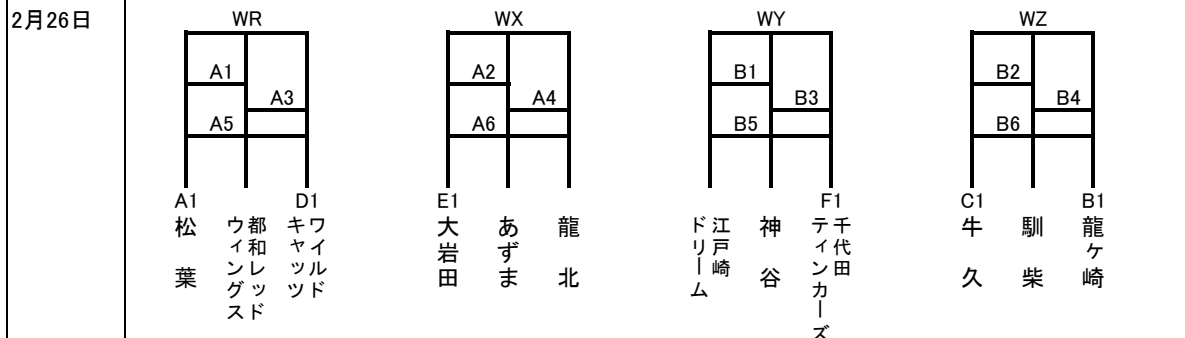 2月26日
WR
WX
WY
WZ
A1
A2
B1
B2
A3
A4
B3
B4
A5
A6
B5
B6
A1
D1
E1
F1
C1
B1
松葉
都和レッド
ウィングス
ワイルド
キャッツ
大岩田
あずま
龍北
江戸崎
ドリーム
神谷
千代田
ティンカーズ
牛久
馴柴
龍ヶ崎